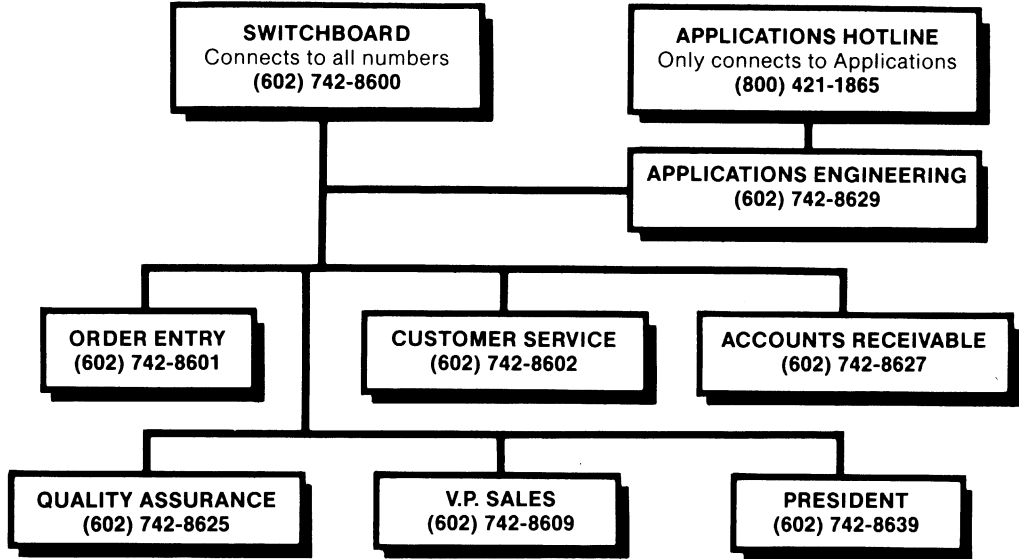 SWITCHBOARD
Connects to all numbers
(602) 742-8600
APPLICATIONS HOTLINE
Only connects to Applications
(800) 421-1865
APPLICATIONS ENGINEERING
(602) 742-8629
ORDER ENTRY
(602) 742-8601
CUSTOMER SERVICE
(602) 742-8602
ACCOUNTS RECEIVABLE
(602) 742-8627
QUALITY ASSURANCE
(602) 742-8625
V.P. SALES
(602) 742-8609
PRESIDENT
(602) 742-8639